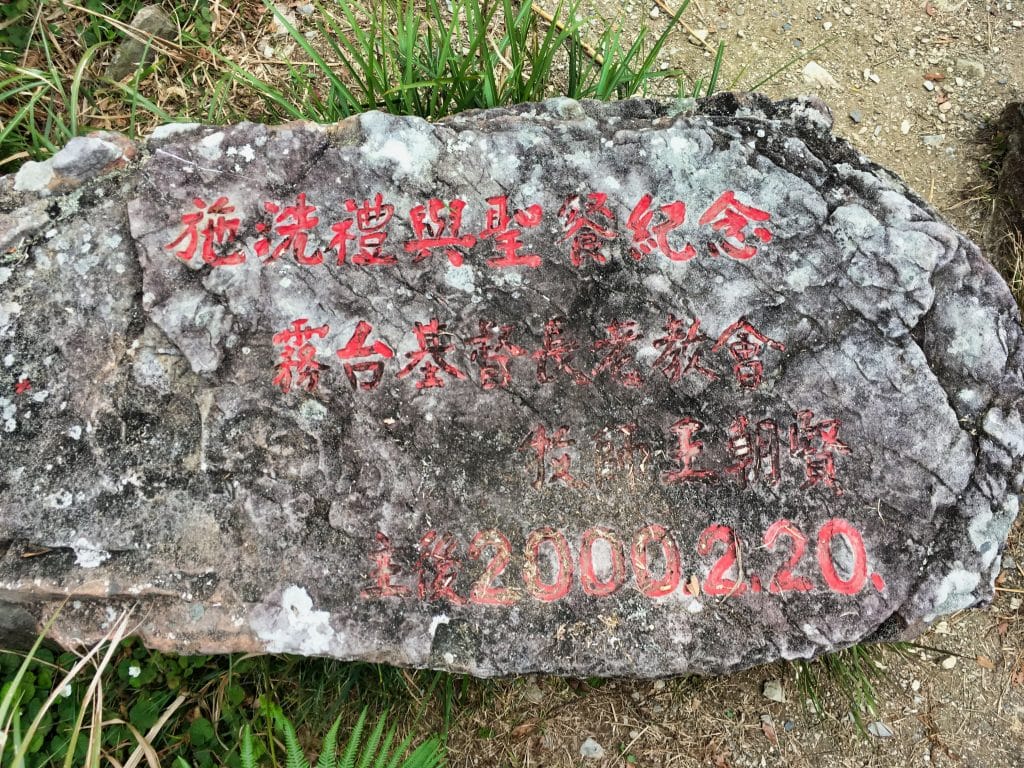 施洗禮與聖餐紀念
霧台基督長老教會
牧師王朝賢
主後2000.2.20.